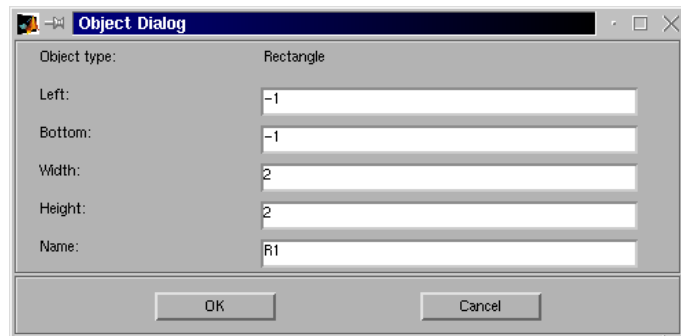 Object Dialog
Object type: Rectangle
Left: -1
Bottom: -1
Width: 2
Height: 2
Name: R1
OK Cancel